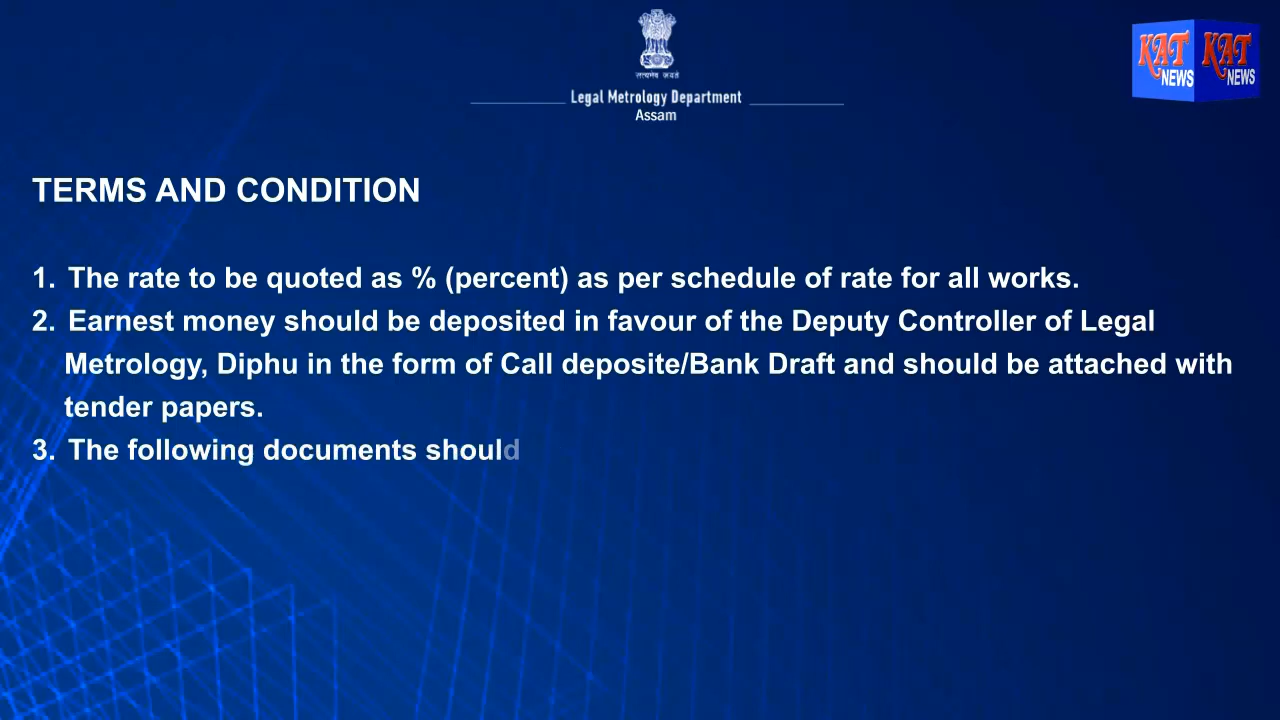 सत्यमेव जयते
Legal Metrology Department
Assam
KAT NEWS KAT NEWS
TERMS AND CONDITION
1. The rate to be quoted as % (percent) as per schedule of rate for all works.
2. Earnest money should be deposited in favour of the Deputy Controller of Legal
Metrology, Diphu in the form of Call deposite/Bank Draft and should be attached with
tender papers.
3. The following documents should